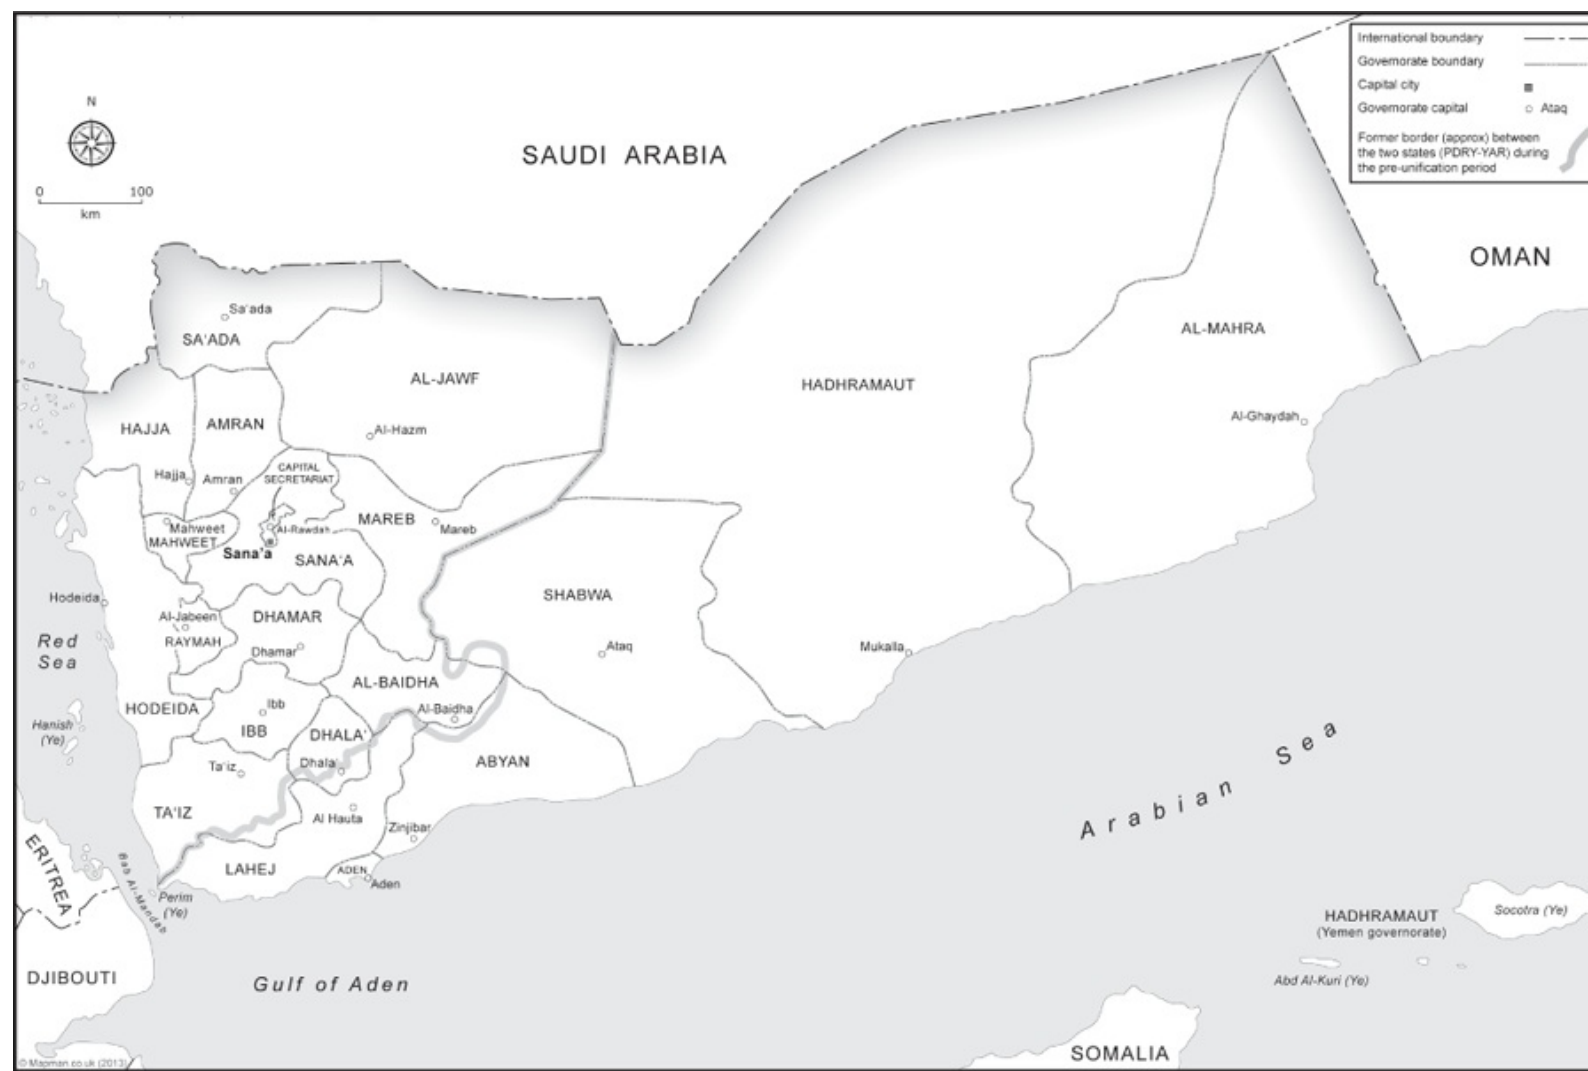 International boundary
Governorate boundary
Capital city
Governorate capital
Ataq
Former border (approx) between
the two states (PDRY-YAR) during
the pre-unification period
N
0 100
km
SAUDI ARABIA
OMAN
Sa'ada
SA'ADA
AL-JAWF
Al-Hazm
HADHRAMAUT
AL-MAHRA
Al-Ghaydah
HAJJA
AMRAN
Hajja
Amran
CAPITAL
SECRETARIAT
MAREB
Mareb
Mahweet
MAHWEET
Al-Rawdah
Sana'a
SANA'A
Hodeida
Al-Jabeen
RAYMAH
DHAMAR
Dhamar
SHABWA
Ataq
Mukalla
Red
Sea
AL-BAIDHA
Al-Baidha
HODEIDA
Ibb
IBB
DHALA'
Dhala'
Hanish
(Ye)
Ta'iz
TA'IZ
ABYAN
Al Hauta
Zinjibar
LAHEJ
ADEN
Aden
ERITREA
Bab Al-Mandab
Perim
(Ye)
DJIBOUTI
Gulf of Aden
Arabian Sea
HADHRAMAUT
(Yemen governorate)
Socotra (Ye)
Abd Al-Kuri (Ye)
SOMALIA
© Mapman.co.uk (2013)